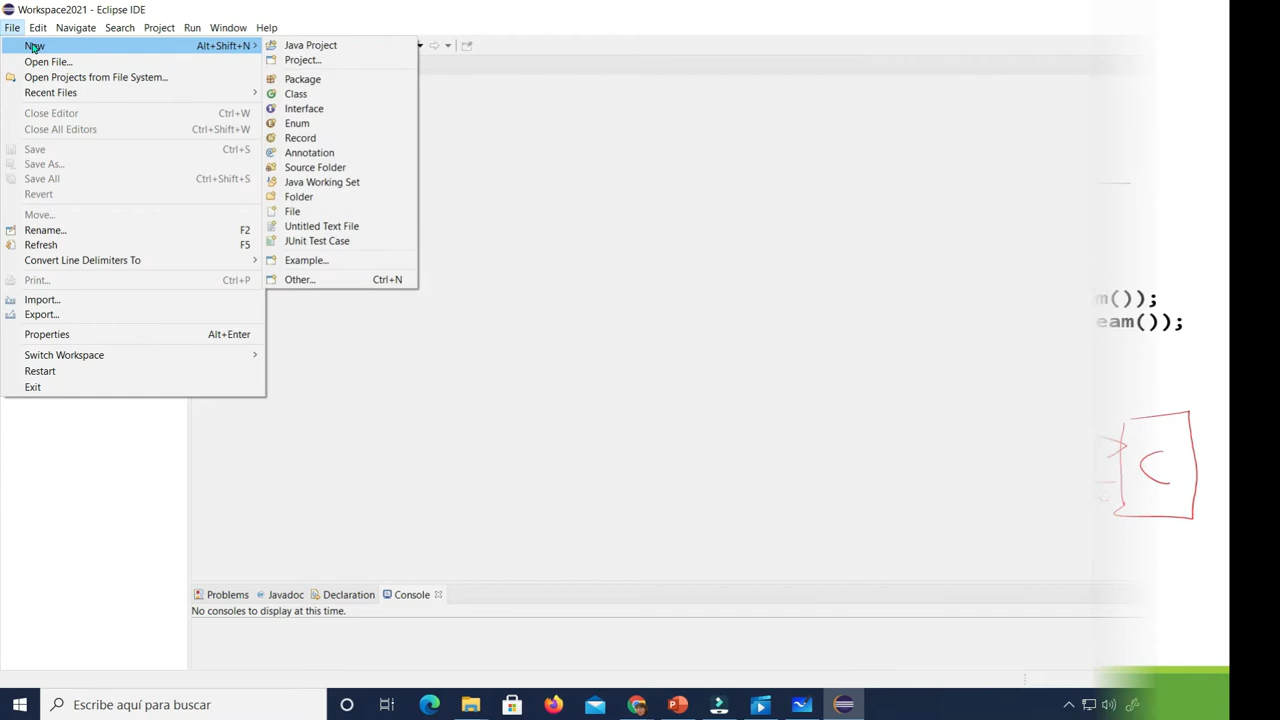 Workspace2021 - Eclipse IDE
File Edit Navigate Search Project Run Window Help
New Alt+Shift+N
Open File...
Open Projects from File System...
Recent Files
Close Editor Ctrl+W
Close All Editors Ctrl+Shift+W
Save Ctrl+S
Save As...
Save All Ctrl+Shift+S
Revert
Move...
Rename... F2
Refresh F5
Convert Line Delimiters To
Print... Ctrl+P
Import...
Export...
Properties Alt+Enter
Switch Workspace
Restart
Exit
Java Project
Project...
Package
Class
Interface
Enum
Record
Annotation
Source Folder
Java Working Set
Folder
File
Untitled Text File
JUnit Test Case
Example...
Other... Ctrl+N
am());
eam());
C
Problems Javadoc Declaration Console
No consoles to display at this time.
Escribe aquí para buscar